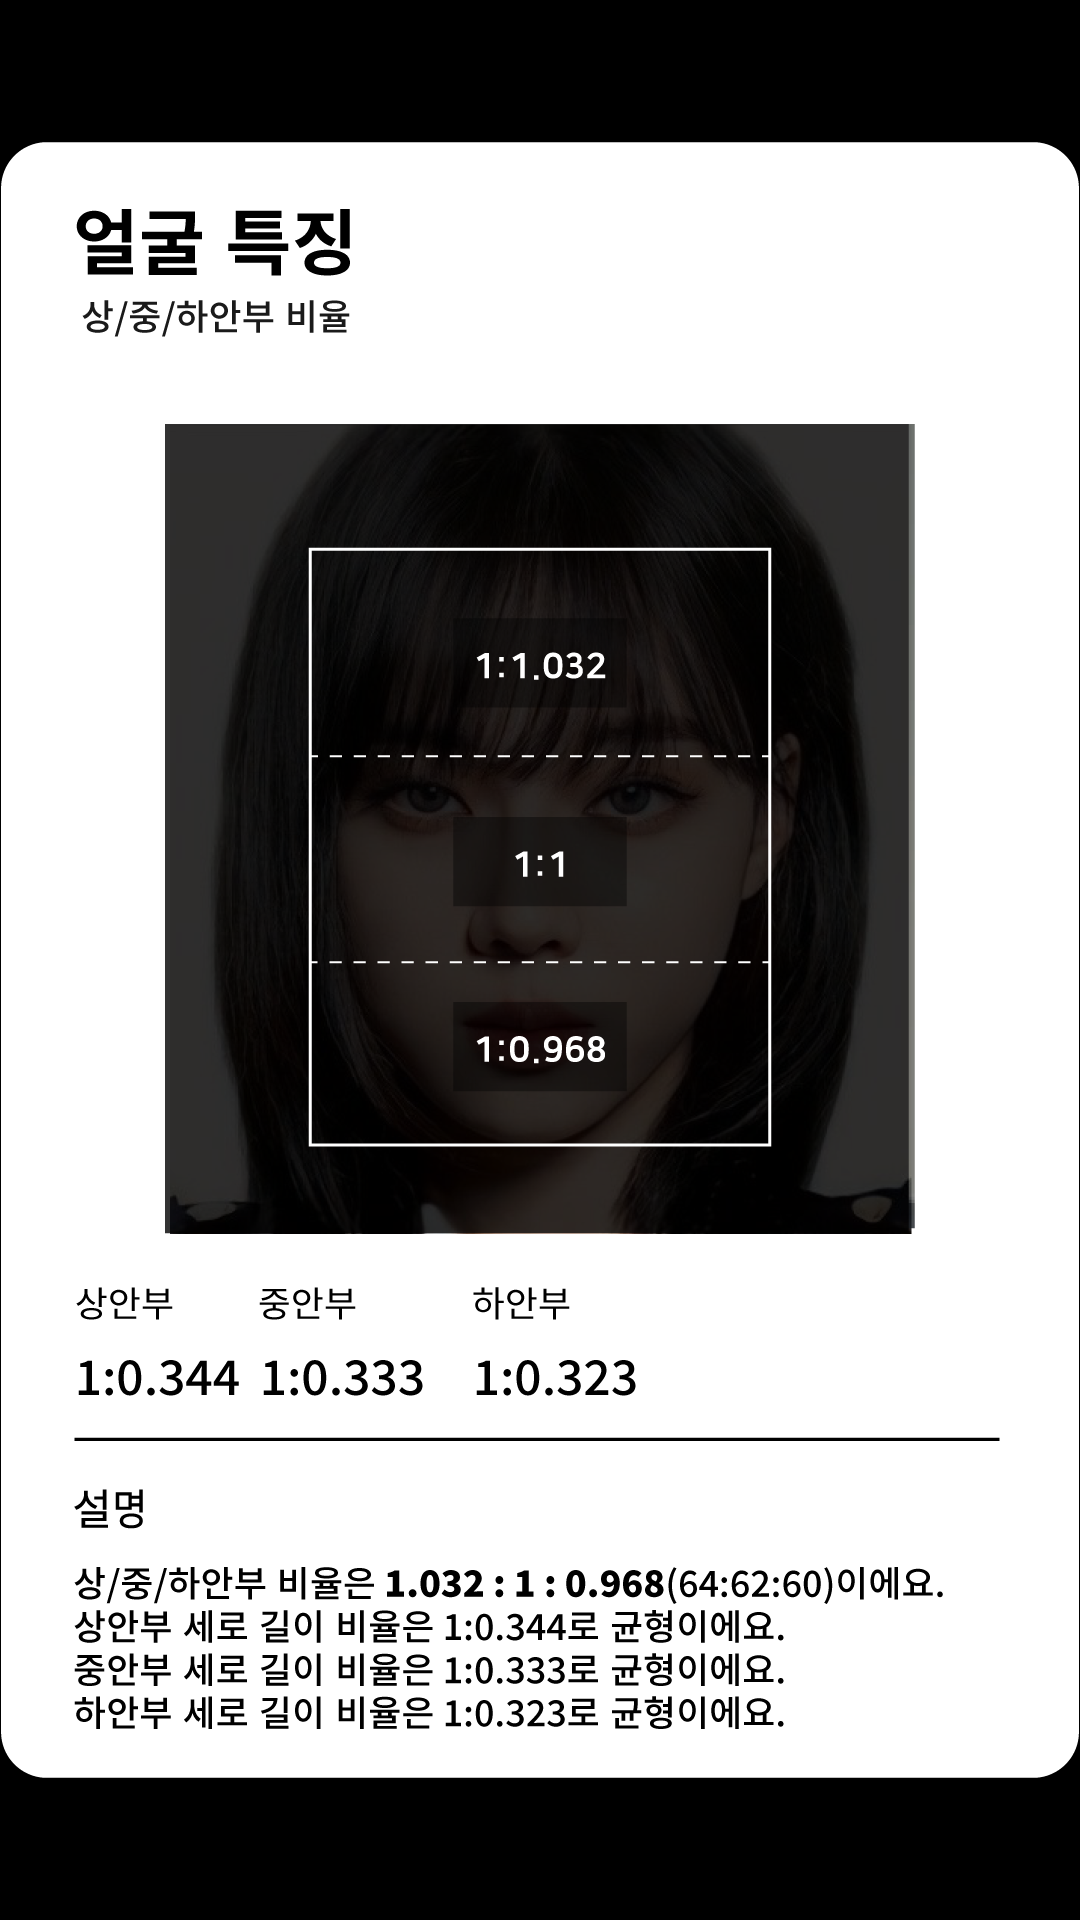 얼굴 특징
상/중/하안부 비율
1:1.032
1:1
1:0.968
상안부 중안부 하안부
1:0.344 1:0.333 1:0.323
설명
상/중/하안부 비율은 1.032 : 1 : 0.968(64:62:60)이에요.
상안부 세로 길이 비율은 1:0.344로 균형이에요.
중안부 세로 길이 비율은 1:0.333로 균형이에요.
하안부 세로 길이 비율은 1:0.323로 균형이에요.